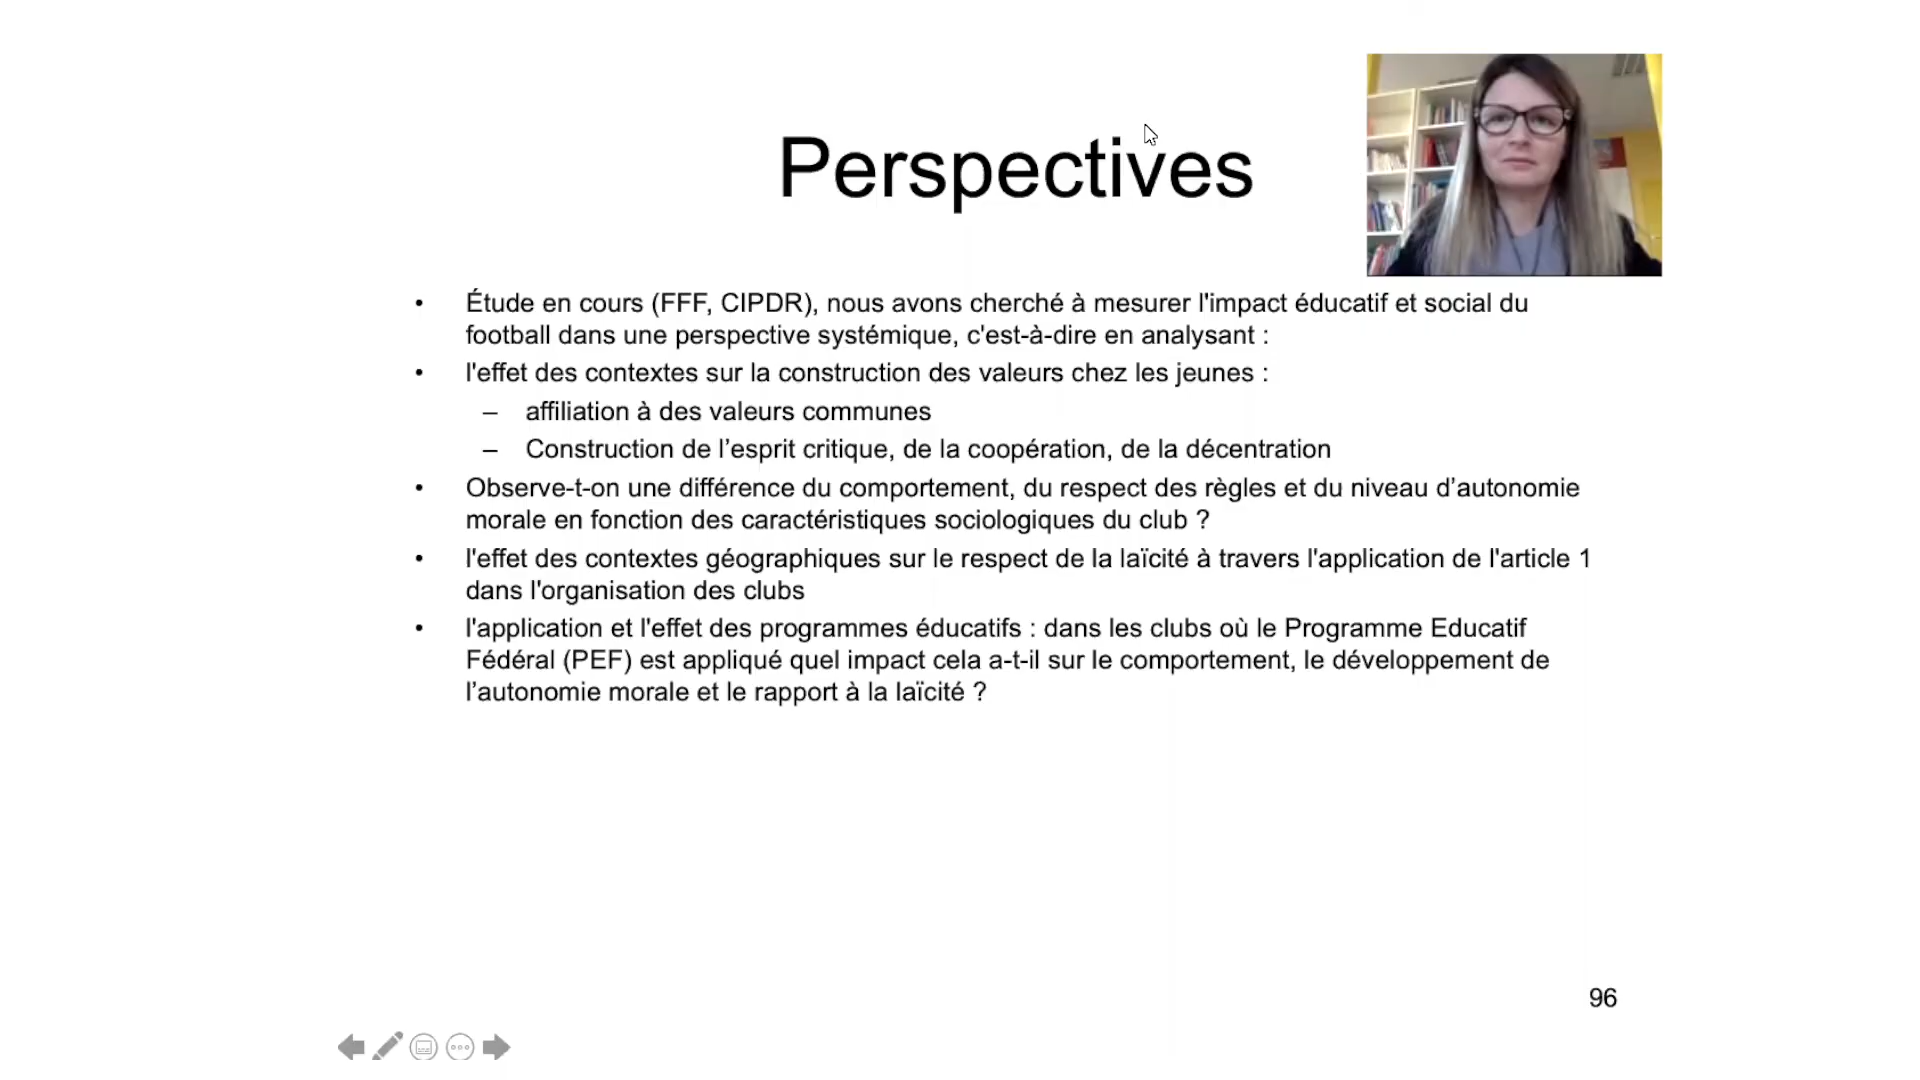 Perspectives
• Étude en cours (FFF, CIPDR), nous avons cherché à mesurer l'impact éducatif et social du
football dans une perspective systémique, c'est-à-dire en analysant :
• l'effet des contextes sur la construction des valeurs chez les jeunes :
– affiliation à des valeurs communes
– Construction de l’esprit critique, de la coopération, de la décentration
• Observe-t-on une différence du comportement, du respect des règles et du niveau d’autonomie
morale en fonction des caractéristiques sociologiques du club ?
• l'effet des contextes géographiques sur le respect de la laïcité à travers l'application de l'article 1
dans l'organisation des clubs
• l'application et l'effet des programmes éducatifs : dans les clubs où le Programme Educatif
Fédéral (PEF) est appliqué quel impact cela a-t-il sur le comportement, le développement de
l’autonomie morale et le rapport à la laïcité ?
96